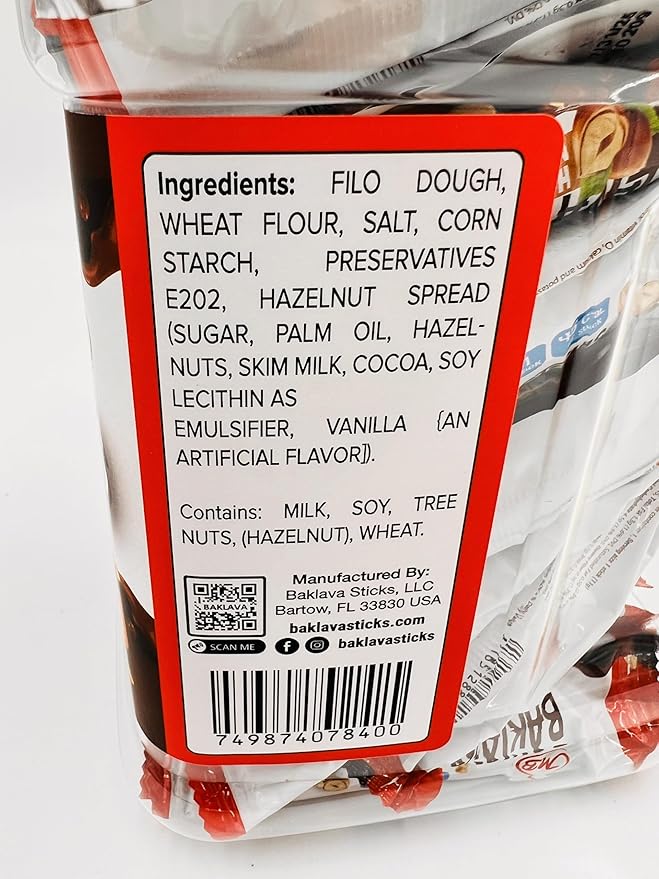 Ingredients: FILO DOUGH,
WHEAT FLOUR, SALT, CORN
STARCH, PRESERVATIVES
E202, HAZELNUT SPREAD
(SUGAR, PALM OIL, HAZEL-
NUTS, SKIM MILK, COCOA, SOY
LECITHIN AS
EMULSIFIER, VANILLA {AN
ARTIFICIAL FLAVOR]).
Contains: MILK, SOY, TREE
NUTS, (HAZELNUT), WHEAT.
BAKLAVA
SCAN ME
Manufactured By:
Baklava Sticks, LLC
Bartow, FL 33830 USA
baklavasticks.com
baklavasticks
749874078400
BAKLAVA